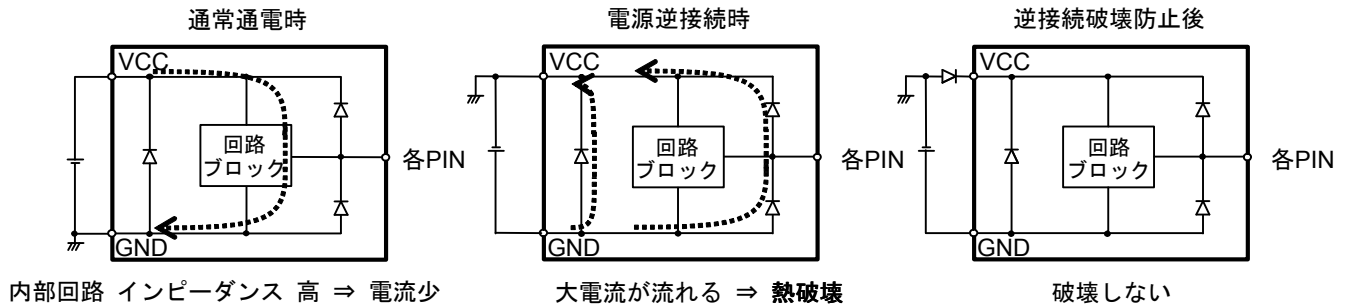 通常通電時
VCC
回路
ブロック
各PIN
GND
内部回路 インピーダンス 高 ⇒ 電流少
電源逆接続時
VCC
回路
ブロック
各PIN
GND
大電流が流れる ⇒ 熱破壊
逆接続破壊防止後
VCC
回路
ブロック
各PIN
GND
破壊しない